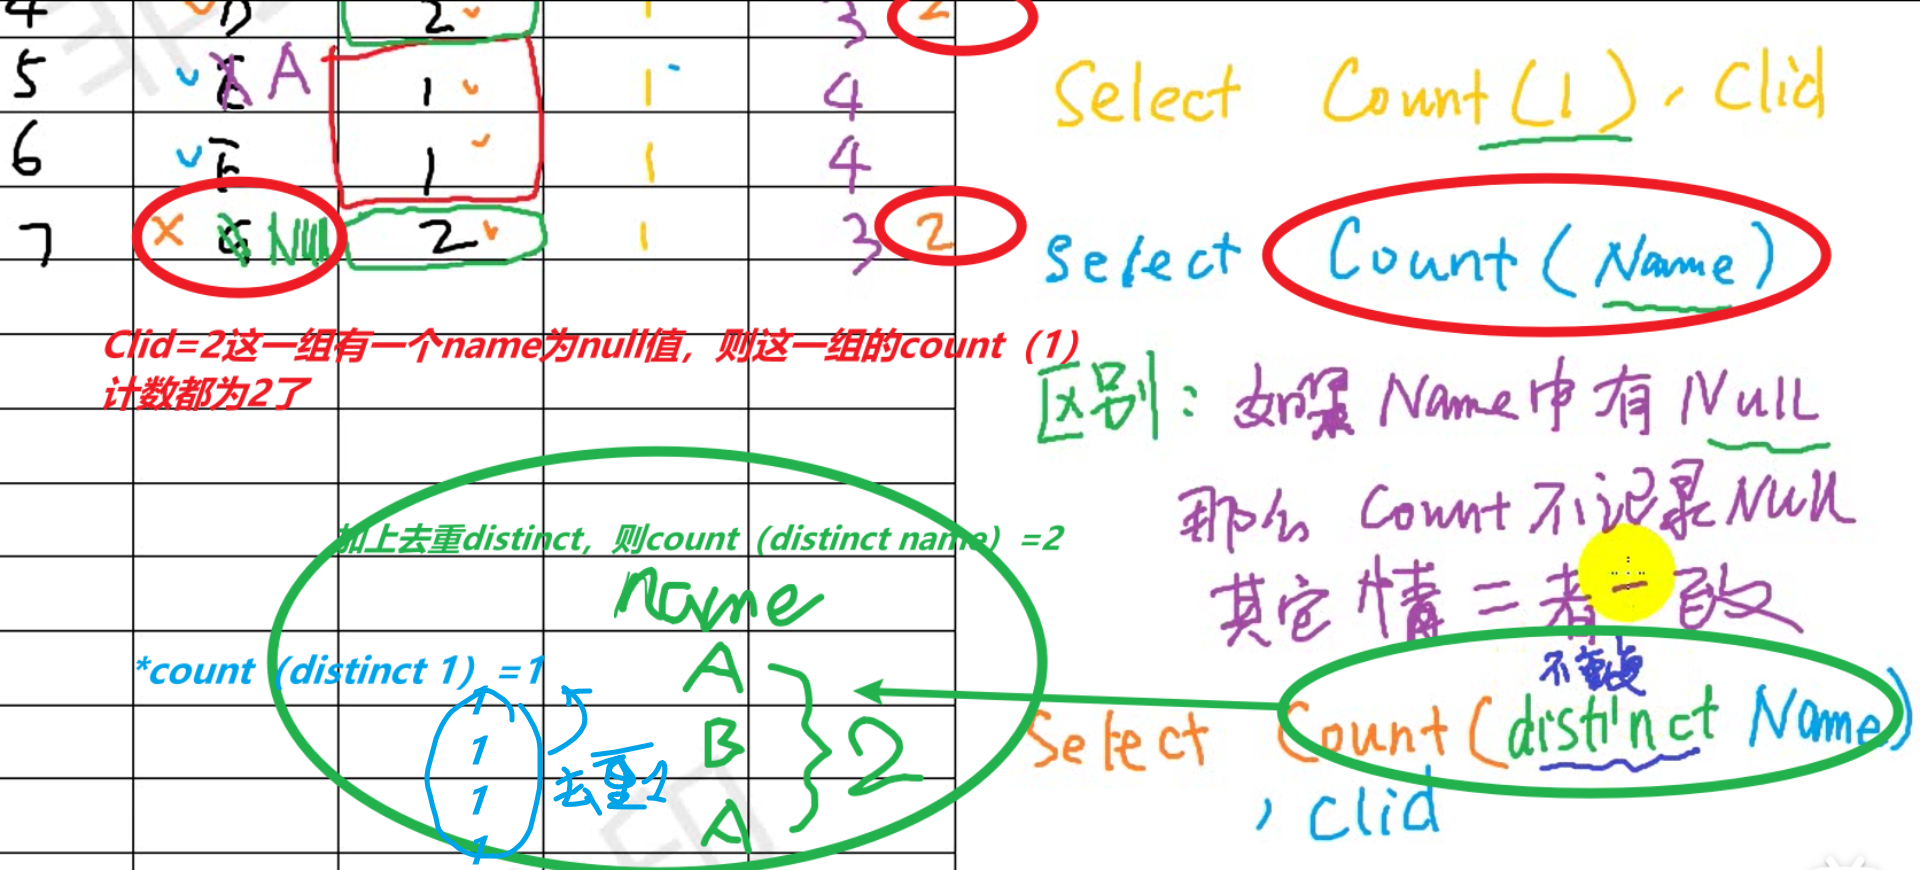 4 D 2 1 3 2
5 A 1 1 4
6 E 1 1 4
7 Null 2 1 3 2
Clid=2这一组有一个name为null值，则这一组的count（1）
计数都为2了
加上去重distinct，则count（distinct name）=2
name
A
B
A
2
*count（distinct 1）=1
1
1
1
1
去重1
Select Count(1), Clid
Select Count(Name)
区别：如果Name中有Null
那么Count不记录Null
其它情二者一致
不重复
Select Count(distinct Name)
, clid